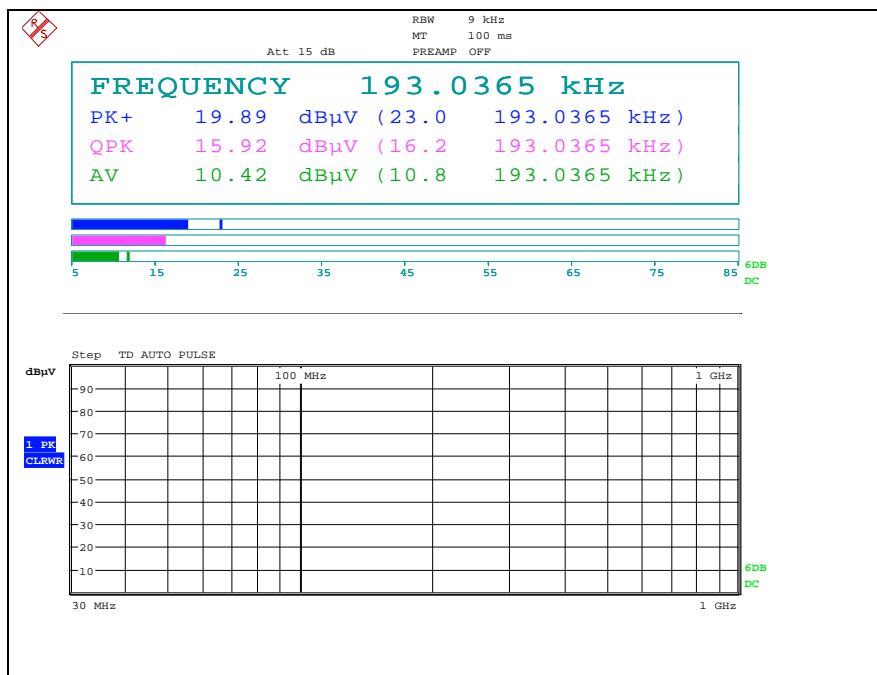 R S
RBW 9 kHz
MT 100 ms
Att 15 dB PREAMP OFF
FREQUENCY 193.0365 kHz
PK+ 19.89 dBµV (23.0 193.0365 kHz)
QPK 15.92 dBµV (16.2 193.0365 kHz)
AV 10.42 dBµV (10.8 193.0365 kHz)
5 15 25 35 45 55 65 75 85
6DB
DC
Step TD AUTO PULSE
dBµV
100 MHz 1 GHz
90
80
70
1 PK
CLRWR
60
50
40
30
20
10
6DB
DC
30 MHz 1 GHz